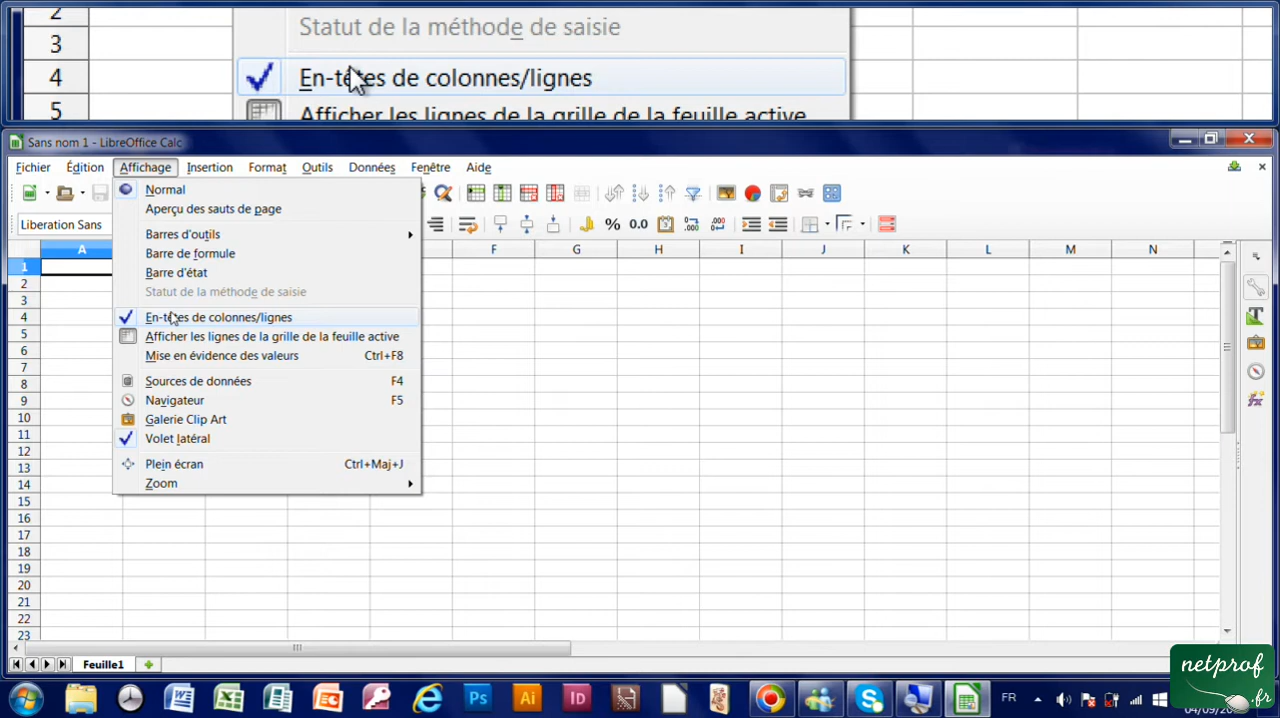 2
3
4
5
Statut de la méthode de saisie
En-têtes de colonnes/lignes
Afficher les lignes de la grille de la feuille active
Sans nom 1 - LibreOffice Calc
Fichier Édition Affichage Insertion Format Outils Données Fenêtre Aide
Liberation Sans
% 0.0
Normal
Aperçu des sauts de page
Barres d'outils
Barre de formule
Barre d'état
Statut de la méthode de saisie
En-têtes de colonnes/lignes
Afficher les lignes de la grille de la feuille active
Mise en évidence des valeurs Ctrl+F8
Sources de données F4
Navigateur F5
Galerie Clip Art
Volet latéral
Plein écran Ctrl+Maj+J
Zoom
A F G H I J K L M N
1
2
3
4
5
6
7
8
9
10
11
12
13
14
15
16
17
18
19
20
21
22
23
Feuille1
netprof
.fr
Ps Ai ID
FR